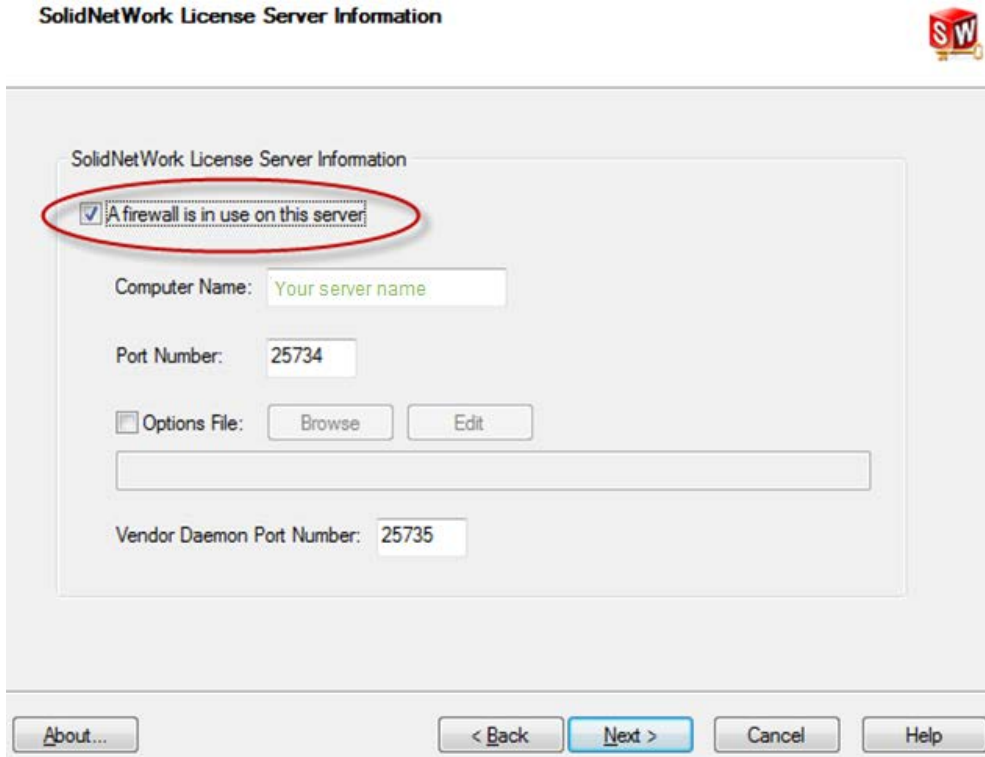 SolidNetWork License Server Information
SW
SolidNetWork License Server Information
A firewall is in use on this server
Computer Name: Your server name
Port Number: 25734
Options File: Browse Edit
Vendor Daemon Port Number: 25735
About... < Back Next > Cancel Help